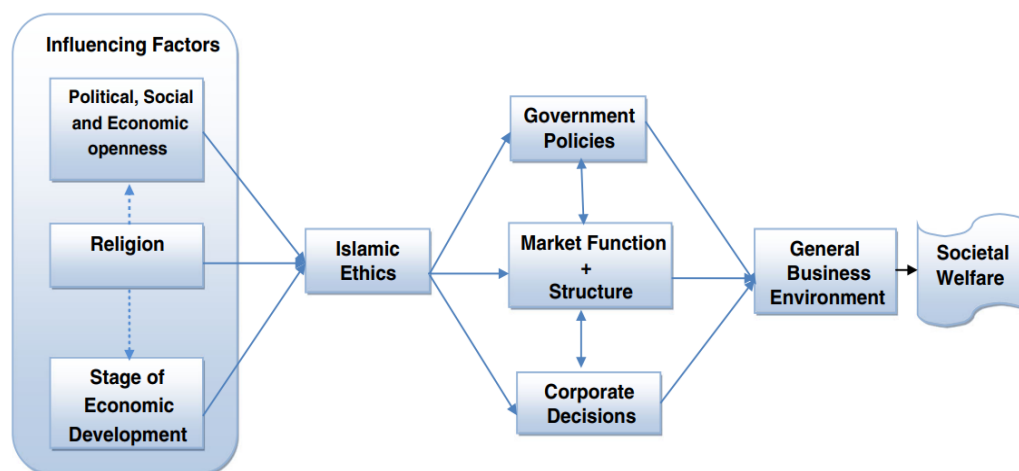 Influencing Factors
Political, Social
and Economic
openness
Religion
Stage of
Economic
Development
Islamic
Ethics
Government
Policies
Market Function
+
Structure
Corporate
Decisions
General
Business
Environment
Societal
Welfare